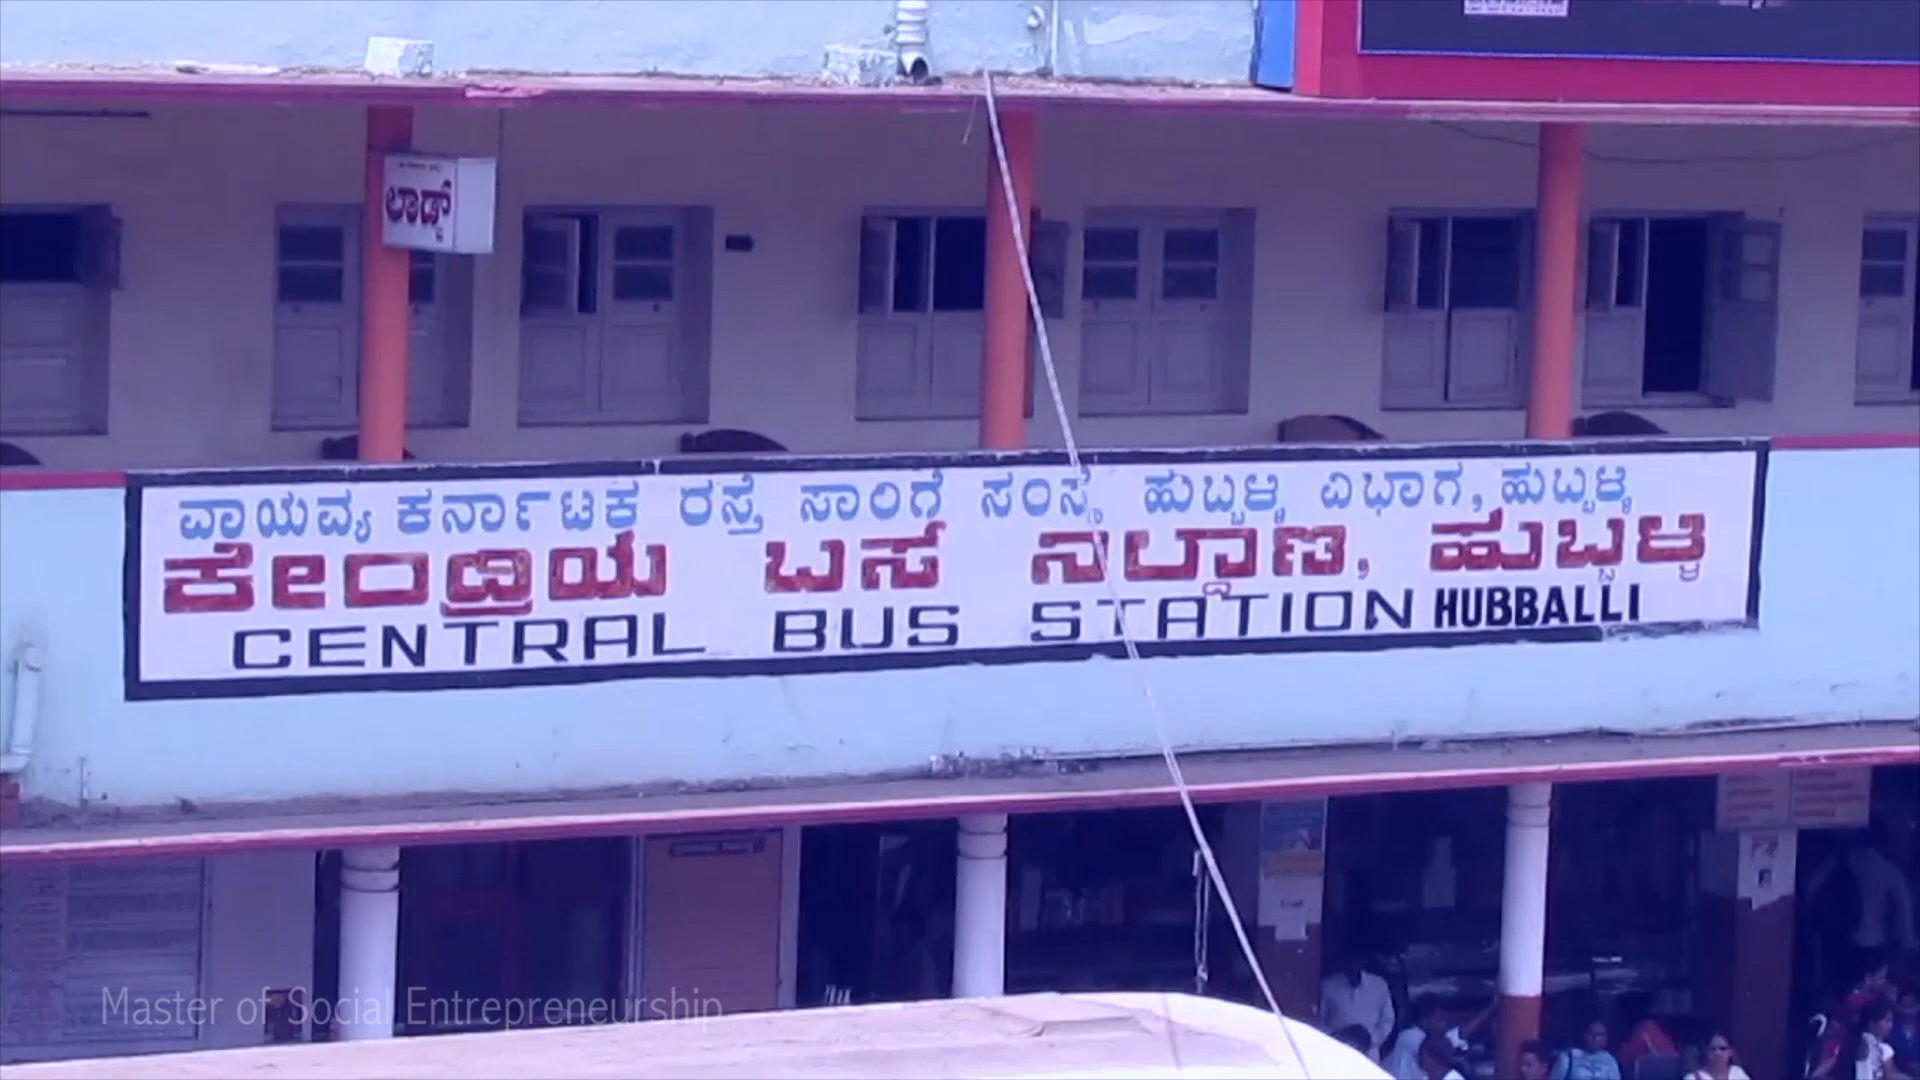 ಲಾಡ್ಜ್
ವಾಯವ್ಯ ಕರ್ನಾಟಕ ರಸ್ತೆ ಸಾರಿಗೆ ಸಂಸ್ಥೆ ಹುಬ್ಬಳ್ಳಿ ವಿಭಾಗ, ಹುಬ್ಬಳ್ಳಿ
ಕೇಂದ್ರಿಯ ಬಸ್ ನಿಲ್ದಾಣ, ಹುಬ್ಬಳ್ಳಿ
CENTRAL BUS STATION HUBBALLI
Master of Social Entrepreneurship